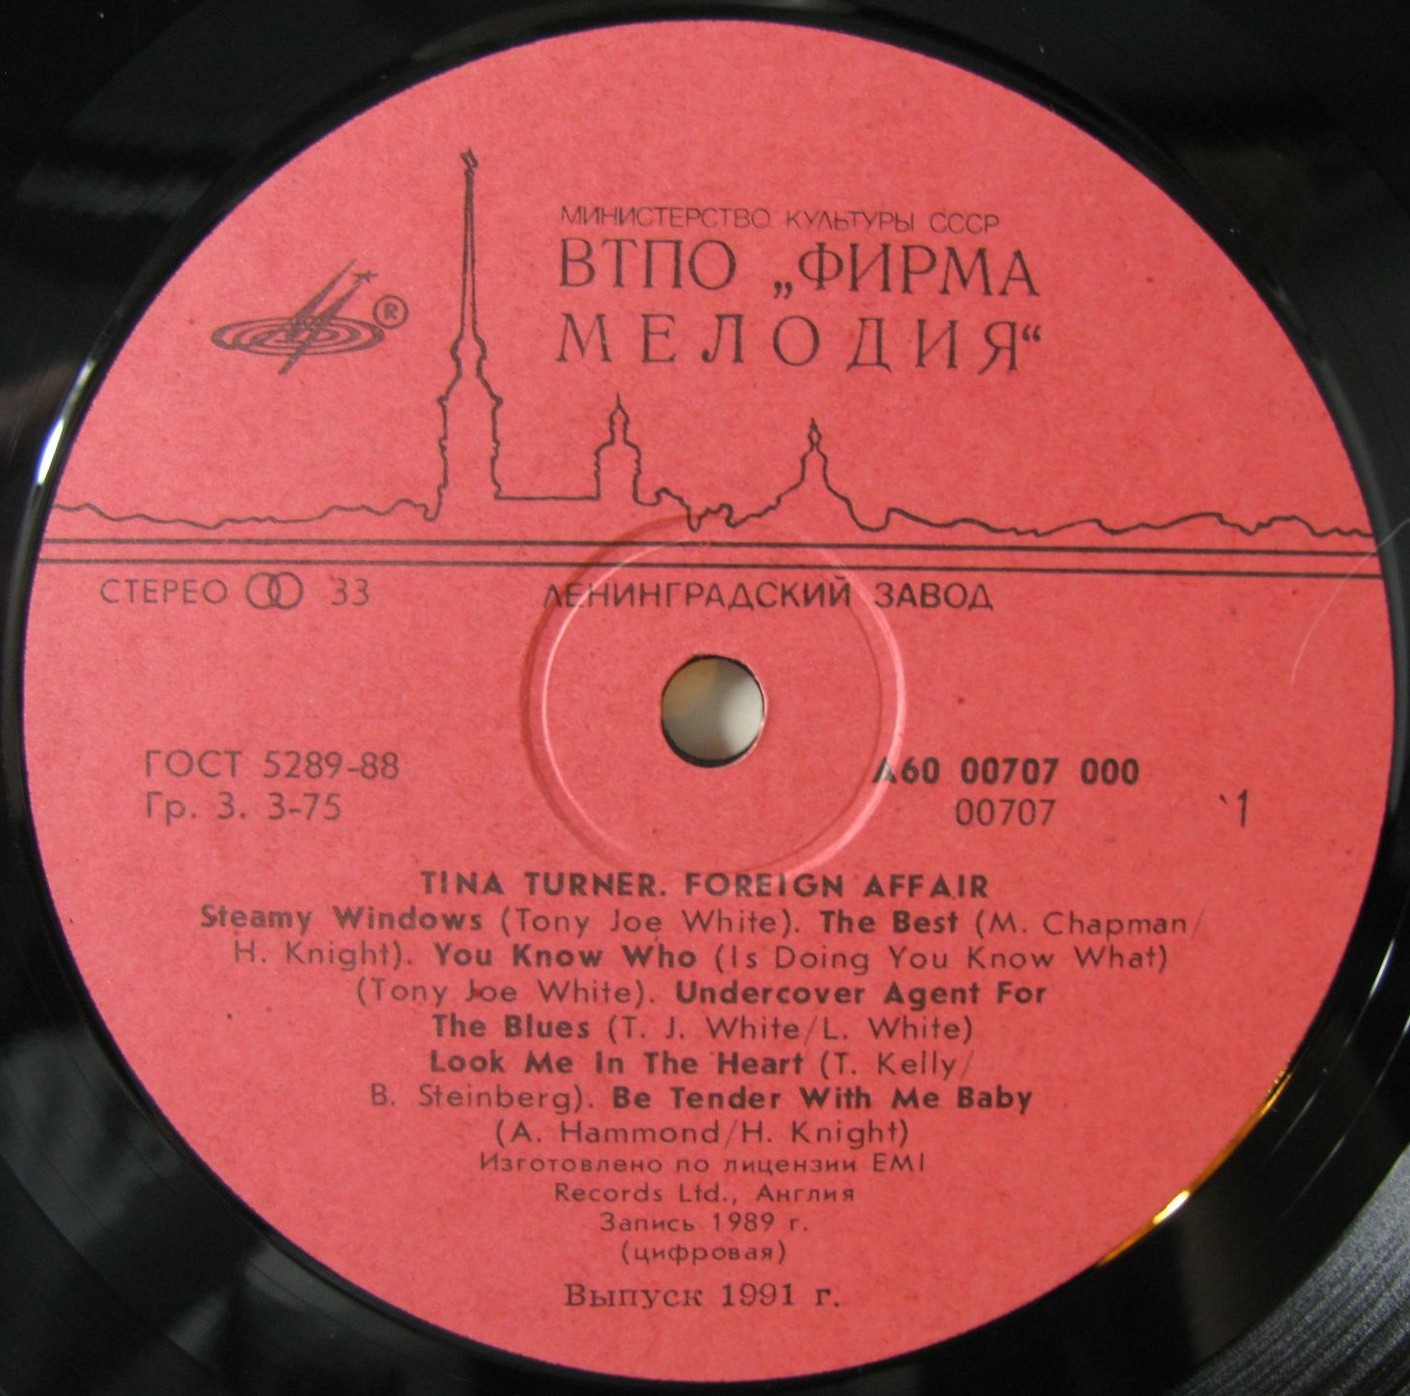 МИНИСТЕРСТВО КУЛЬТУРЫ СССР
ВТПО „ФИРМА
МЕЛОДИЯ“
®
СТЕРЕО 33
ЛЕНИНГРАДСКИЙ ЗАВОД
ГОСТ 5289-88
Гр. 3. 3-75
А60 00707 000
00707
1
TINA TURNER. FOREIGN AFFAIR
Steamy Windows (Tony Joe White). The Best (M. Chapman/
H. Knight). You Know Who (Is Doing You Know What)
(Tony Joe White). Undercover Agent For
The Blues (T. J. White/L. White)
Look Me In The Heart (T. Kelly/
B. Steinberg). Be Tender With Me Baby
(A. Hammond/H. Knight)
Изготовлено по лицензии EMI
Records Ltd., Англия
Запись 1989 г.
(цифровая)
Выпуск 1991 г.